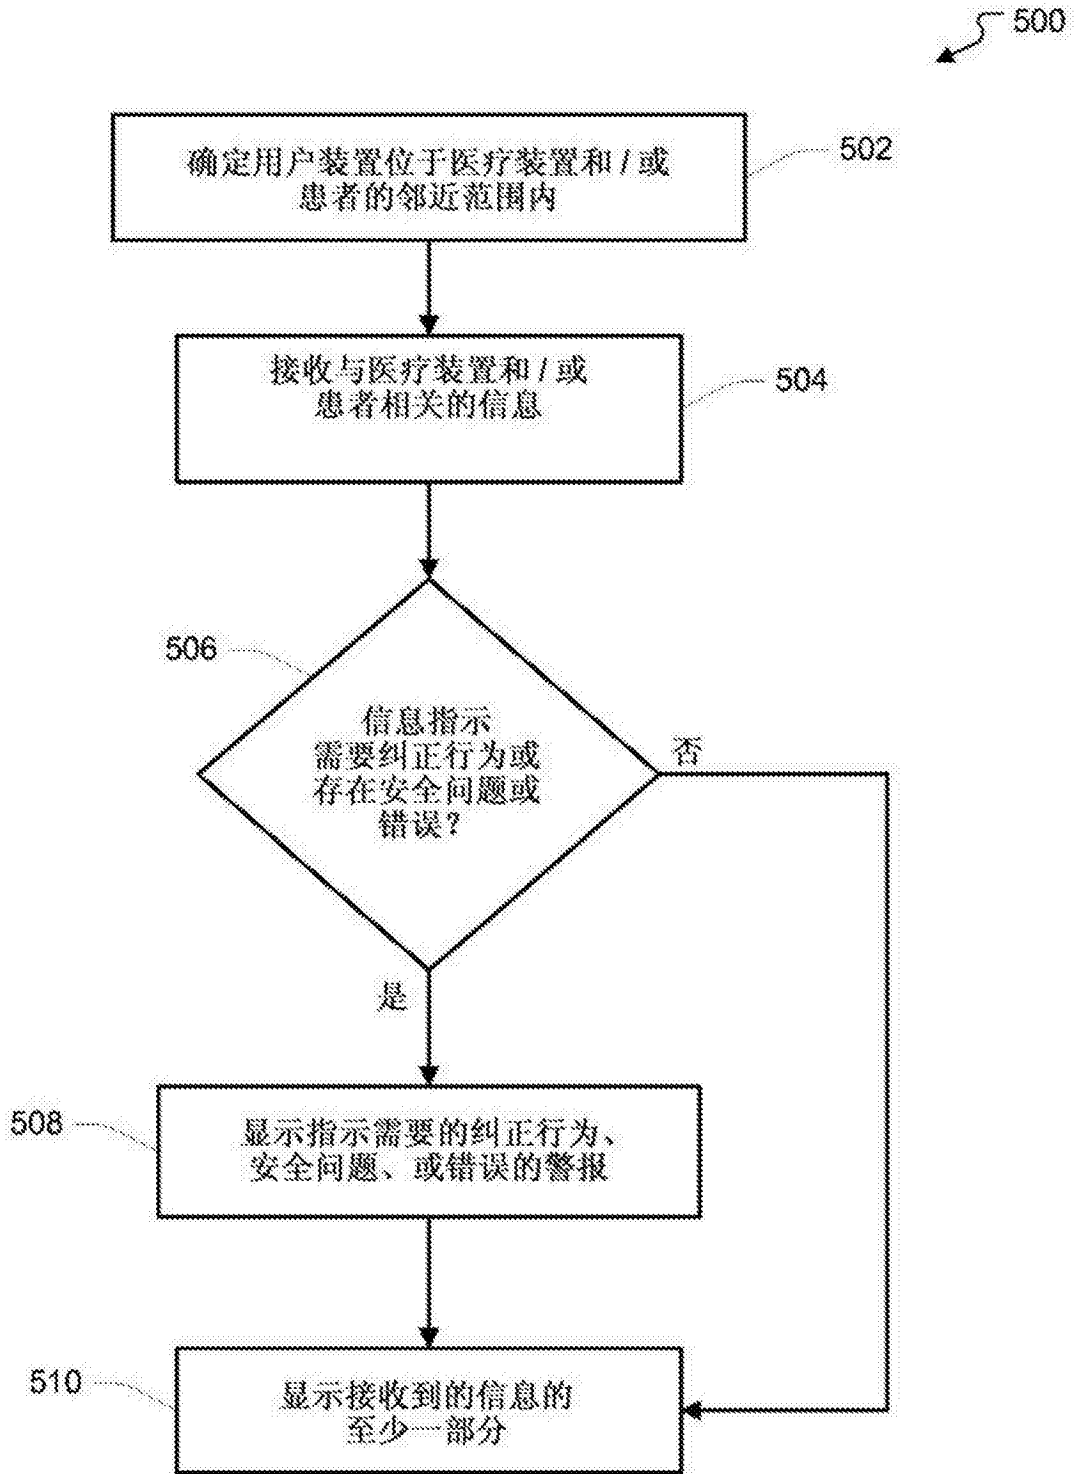 500
确定用户装置位于医疗装置和 / 或
患者的邻近范围内
502
接收与医疗装置和 / 或
患者相关的信息
504
506
信息指示
需要纠正行为或
存在安全问题或
错误？
否
是
508
显示指示需要的纠正行为、
安全问题、或错误的警报
510
显示接收到的信息的
至少一部分